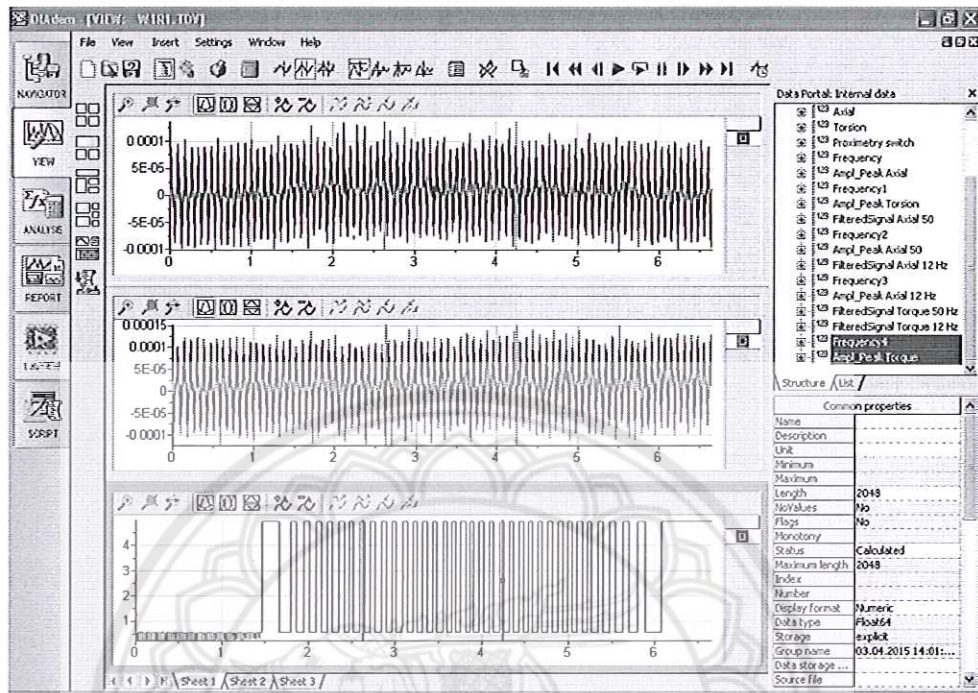 DIAdem - [VIEW: W1R1.TDV]
File View Insert Settings Window Help
NAVIGATOR
VIEW
ANALYSIS
REPORT
SCRIPT
0.0001
5E-05
0
-5E-05
-0.0001
0 1 2 3 4 5 6
0.00015
0.0001
5E-05
0
-5E-05
-0.0001
0 1 2 3 4 5 6
4
3
2
1
0 1 2 3 4 5 6
Sheet 1 Sheet 2 Sheet 3
Data Portal: Internal data
Axial
Torsion
Proximetry switch
Frequency
Ampl_Peak Axial
Frequency1
Ampl_Peak Torsion
FilteredSignal Axial 50
Frequency2
Ampl_Peak Axial 50
FilteredSignal Axial 12 Hz
Frequency3
Ampl_Peak Axial 12 Hz
FilteredSignal Torque 50 Hz
FilteredSignal Torque 12 Hz
Frequency4
Ampl_Peak Torque
Structure List
Common properties
Name
Description
Unit
Minimum
Maximum
Length 2048
NoValues No
Flags No
Monotony
Status Calculated
Maximum length 2048
Index
Number
Display format Numeric
Data type Float64
Storage explicit
Group name 03.04.2015 14:01:...
Data storage ...
Source file